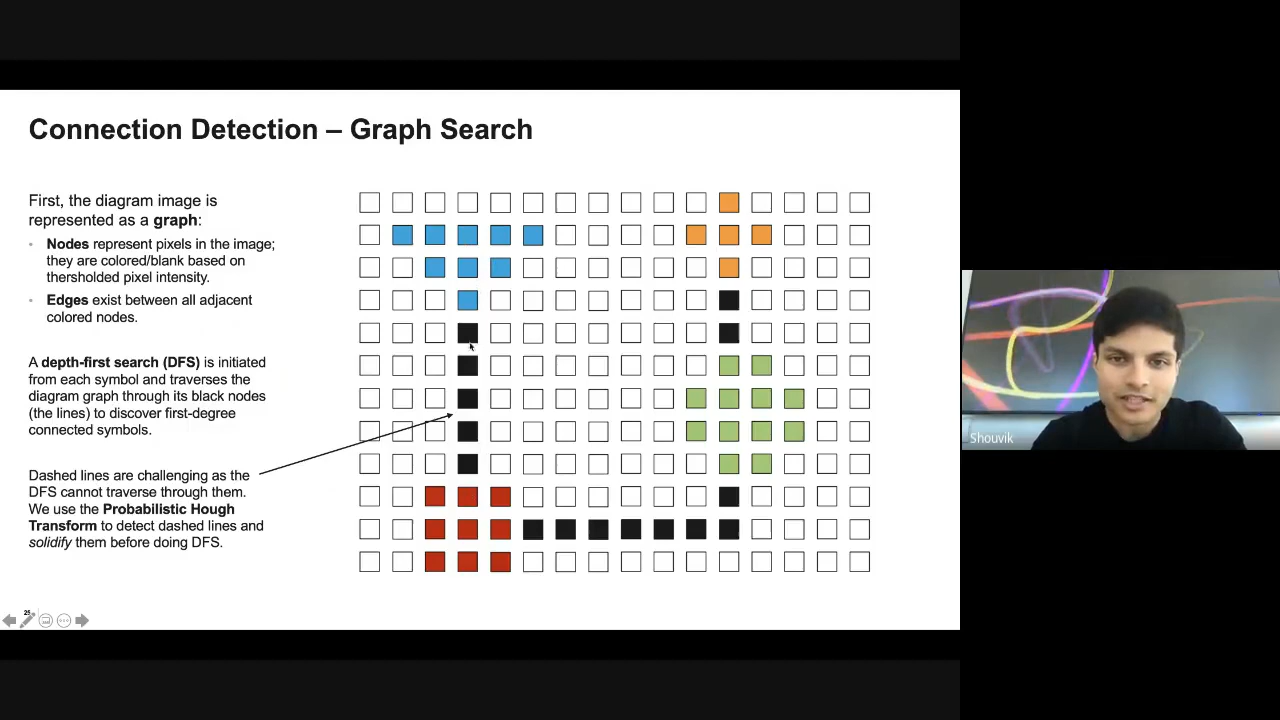 Connection Detection – Graph Search
First, the diagram image is
represented as a graph:
• Nodes represent pixels in the image;
they are colored/blank based on
thersholded pixel intensity.
• Edges exist between all adjacent
colored nodes.
A depth-first search (DFS) is initiated
from each symbol and traverses the
diagram graph through its black nodes
(the lines) to discover first-degree
connected symbols.
Dashed lines are challenging as the
DFS cannot traverse through them.
We use the Probabilistic Hough
Transform to detect dashed lines and
solidify them before doing DFS.
25
Shouvik